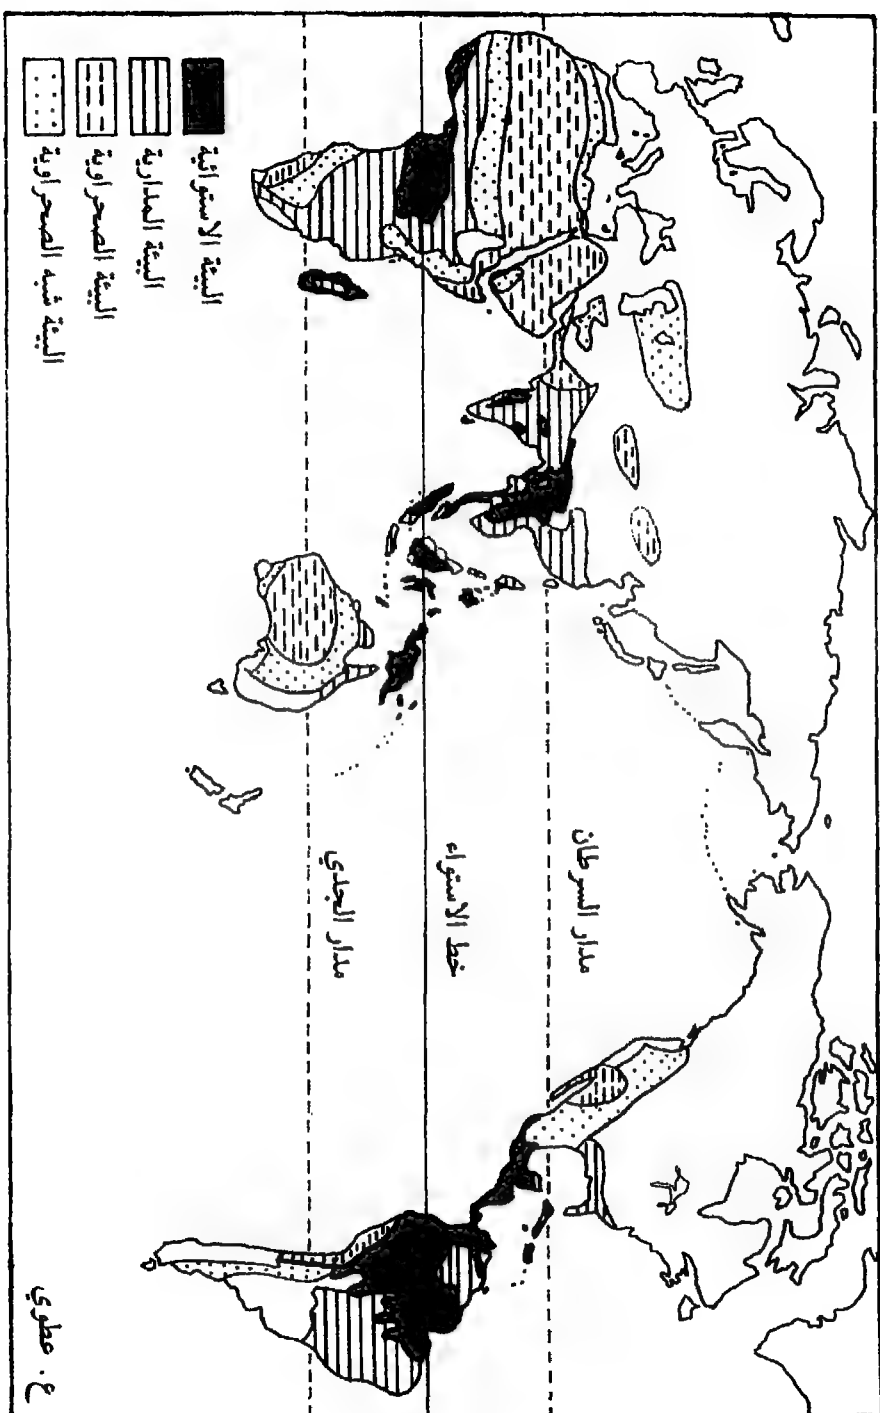 مدار السرطان
خط الاستواء
مدار الجدي
البيئة الاستوائية
البيئة المدارية
البيئة الصحراوية
البيئة شبه الصحراوية
ع. عطوي